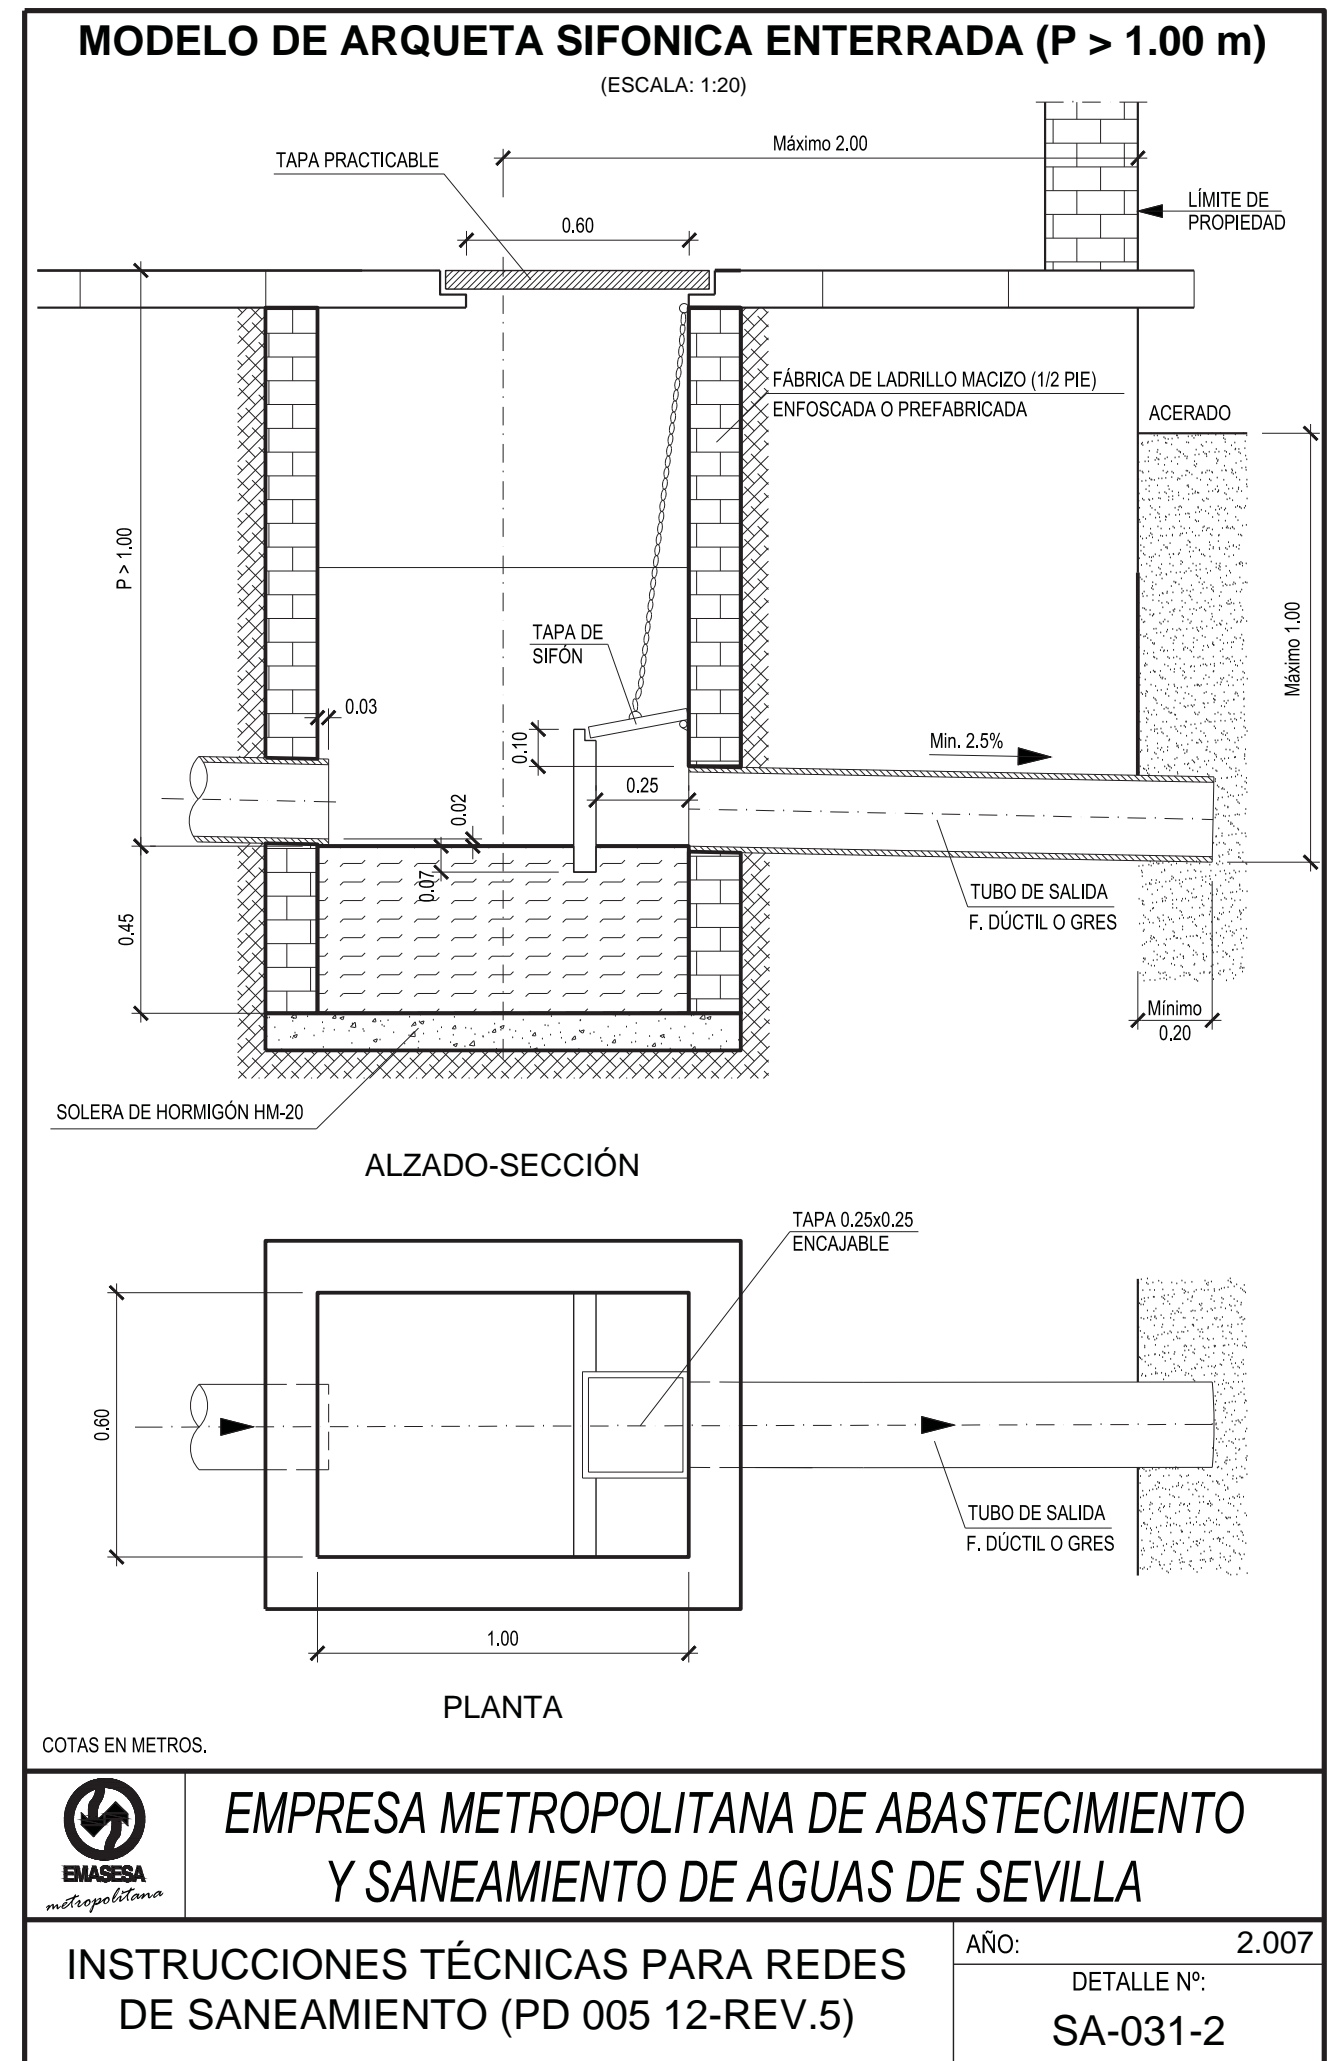 MODELO DE ARQUETA SIFONICA ENTERRADA (P > 1.00 m)
(ESCALA: 1:20)
Máximo 2.00
TAPA PRACTICABLE
LÍMITE DE
PROPIEDAD
0.60
FÁBRICA DE LADRILLO MACIZO (1/2 PIE)
ENFOSCADA O PREFABRICADA
ACERADO
P > 1.00
Máximo 1.00
TAPA DE
SIFÓN
0.03
0.10
Min. 2.5%
0.25
0.02
0.07
TUBO DE SALIDA
F. DÚCTIL O GRES
0.45
Mínimo
0.20
SOLERA DE HORMIGÓN HM-20
ALZADO-SECCIÓN
TAPA 0.25x0.25
ENCAJABLE
0.60
TUBO DE SALIDA
F. DÚCTIL O GRES
1.00
PLANTA
COTAS EN METROS.
EMASESA
metropolitana
EMPRESA METROPOLITANA DE ABASTECIMIENTO
Y SANEAMIENTO DE AGUAS DE SEVILLA
INSTRUCCIONES TÉCNICAS PARA REDES
DE SANEAMIENTO (PD 005 12-REV.5)
AÑO: 2.007
DETALLE Nº:
SA-031-2